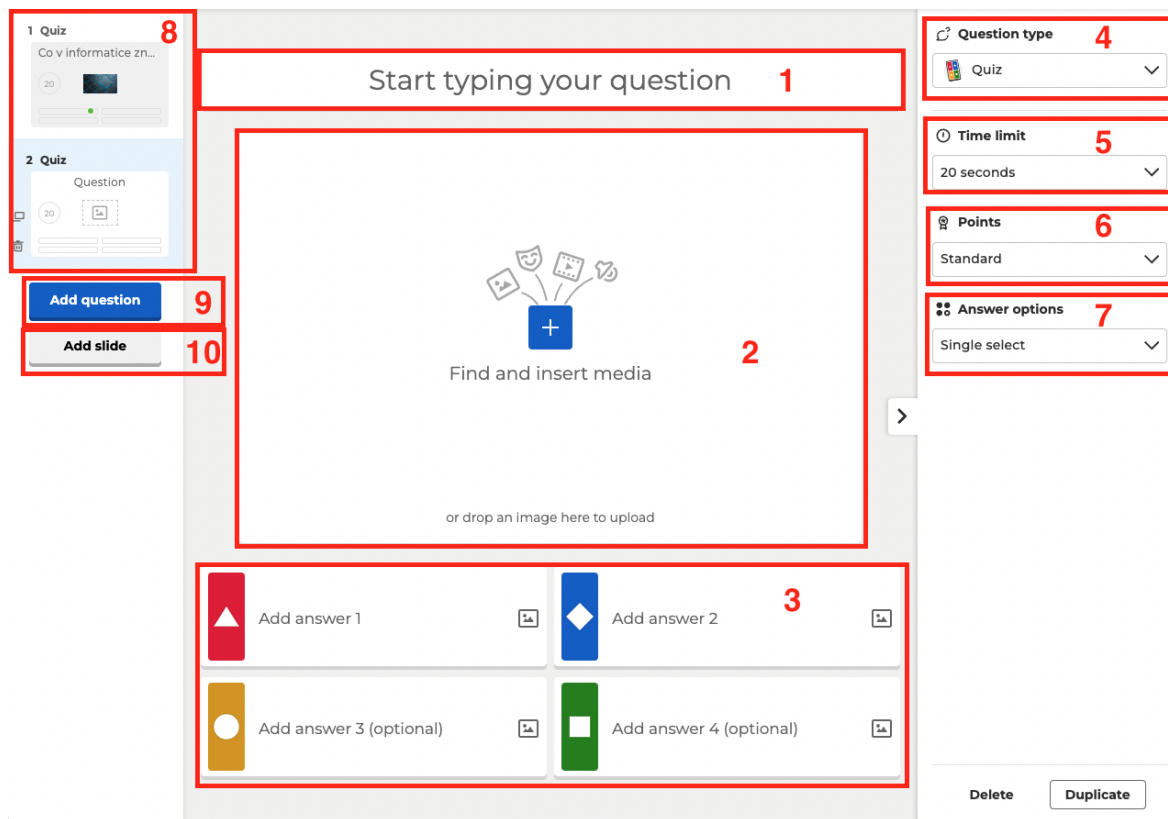 1 Quiz
8
Co v informatice zn...
20
2 Quiz
Question
20
Add question
9
Add slide
10
Start typing your question
1
Find and insert media
2
or drop an image here to upload
3
Add answer 1
Add answer 2
Add answer 3 (optional)
Add answer 4 (optional)
Question type
4
Quiz
Time limit
5
20 seconds
Points
6
Standard
Answer options
7
Single select
Delete
Duplicate